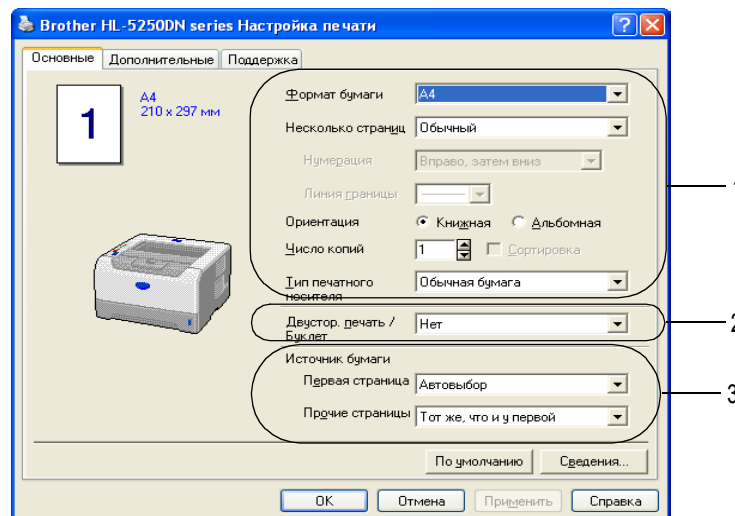 Brother HL-5250DN series Настройка печати
Основные Дополнительные Поддержка
1
A4
210 x 297 мм
Формат бумаги A4
Несколько страниц Обычный
Нумерация Вправо, затем вниз
Линия границы
Ориентация Книжная Альбомная
Число копий 1 Сортировка
Тип печатного
носителя
Обычная бумага
Двустор. печать /
Буклет
Нет
2
Источник бумаги
Первая страница Автовыбор
3
Прочие страницы Тот же, что и у первой
По умолчанию Сведения...
OK Отмена Применить Справка